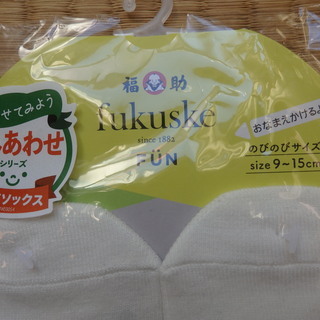 福助
fukuske
since 1882
FÜN
せてみよう
あわせ
シリーズ
ソックス
おなまえかけるよ
のびのびサイズ
size 9~15cm